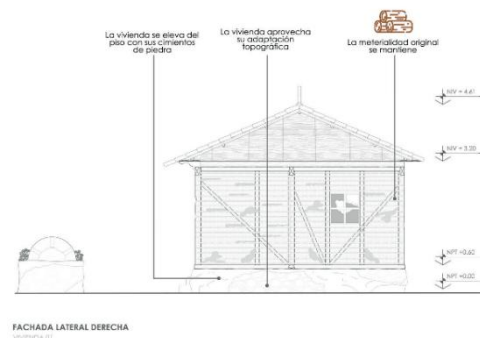 La vivienda se eleva del
piso con sus cimientos
de piedra
La vivienda aprovecha
su adaptación
topográfica
La meterialidad original
se mantiene
NIV + 4.61
NIV + 3.00
NPT +0.60
NPT +0.00
FACHADA LATERAL DERECHA